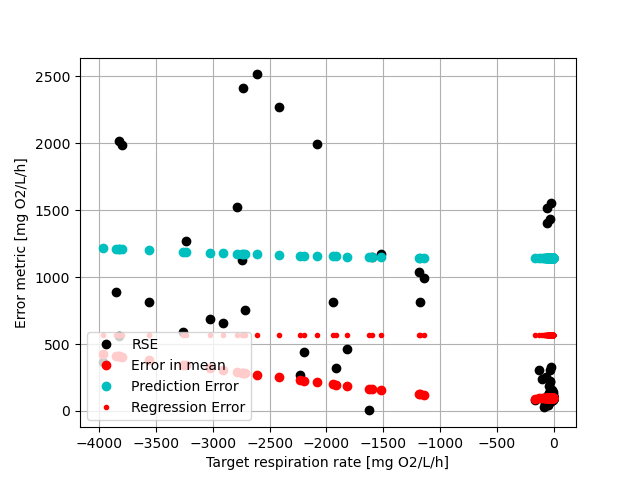 2500
2000
1500
1000
500
0
Error metric [mg O2/L/h]
RSE
Error in mean
Prediction Error
Regression Error
−4000 −3500 −3000 −2500 −2000 −1500 −1000 −500 0
Target respiration rate [mg O2/L/h]